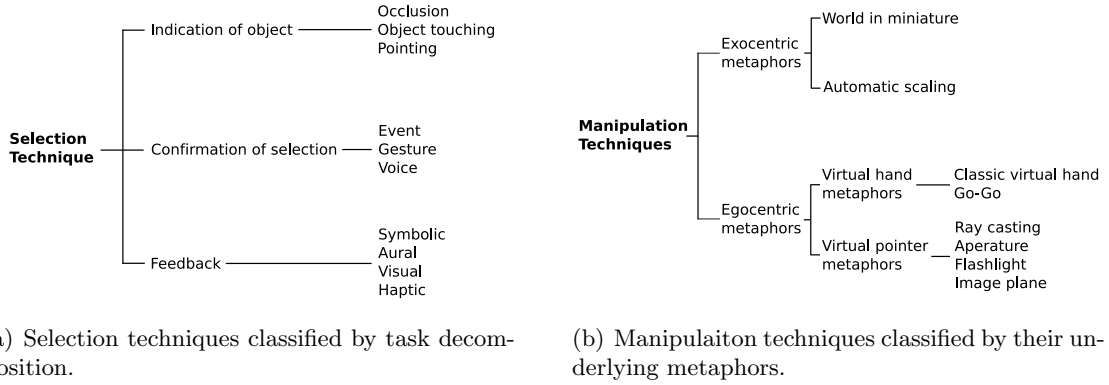 Selection
Technique
Indication of object
Occlusion
Object touching
Pointing
Confirmation of selection
Event
Gesture
Voice
Feedback
Symbolic
Aural
Visual
Haptic
Manipulation
Techniques
Exocentric
metaphors
World in miniature
Automatic scaling
Egocentric
metaphors
Virtual hand
metaphors
Classic virtual hand
Go-Go
Virtual pointer
metaphors
Ray casting
Aperature
Flashlight
Image plane
) Selection techniques classified by task decom-
osition.
(b) Manipulaiton techniques classified by their un-
derlying metaphors.